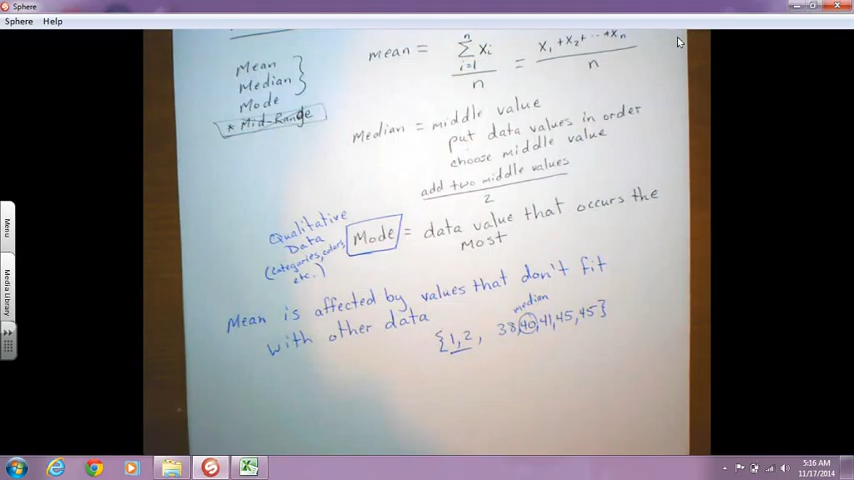 Sphere
Sphere Help
Mean
Median
Mode
* Mid-Range
mean = n Σ i=1 xi / n = x1 + x2 + ... + xn / n
Median = middle value
put data values in order
choose middle value
add two middle values
2
Qualitative
Data
(categories, colors
etc.)
Mode = data value that occurs the
most
Mean is affected by values that don't fit
with other data
median
{1,2, 38,40,41,45,45}
Menu
Media Library
5:16 AM
11/17/2014